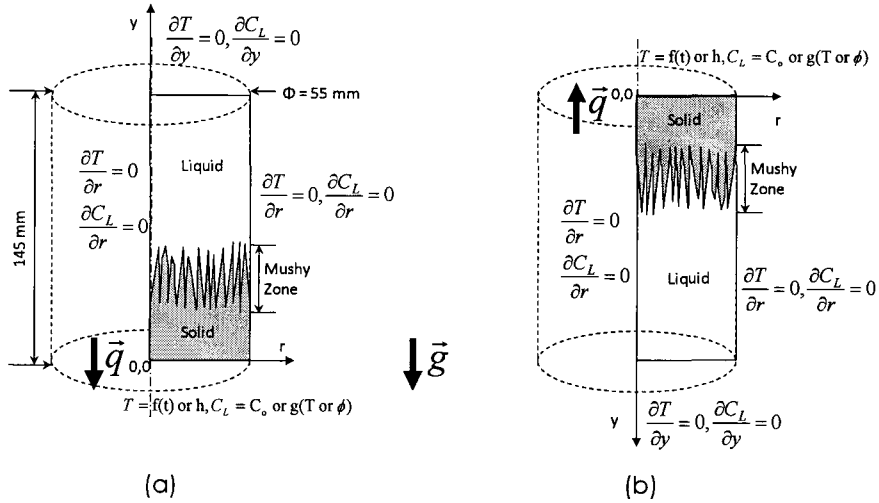 y
∂T/∂y = 0, ∂C_L/∂y = 0
Φ = 55 mm
145 mm
Liquid
∂T/∂r = 0
∂C_L/∂r = 0
∂T/∂r = 0, ∂C_L/∂r = 0
Mushy
Zone
Solid
q⃗
0,0
r
g⃗
T = f(t) or h, C_L = C_o or g(T or ϕ)
(a)
T = f(t) or h, C_L = C_o or g(T or ϕ)
q⃗
0,0
r
Solid
Mushy
Zone
∂T/∂r = 0
∂C_L/∂r = 0
Liquid
∂T/∂r = 0, ∂C_L/∂r = 0
y
∂T/∂y = 0, ∂C_L/∂y = 0
(b)